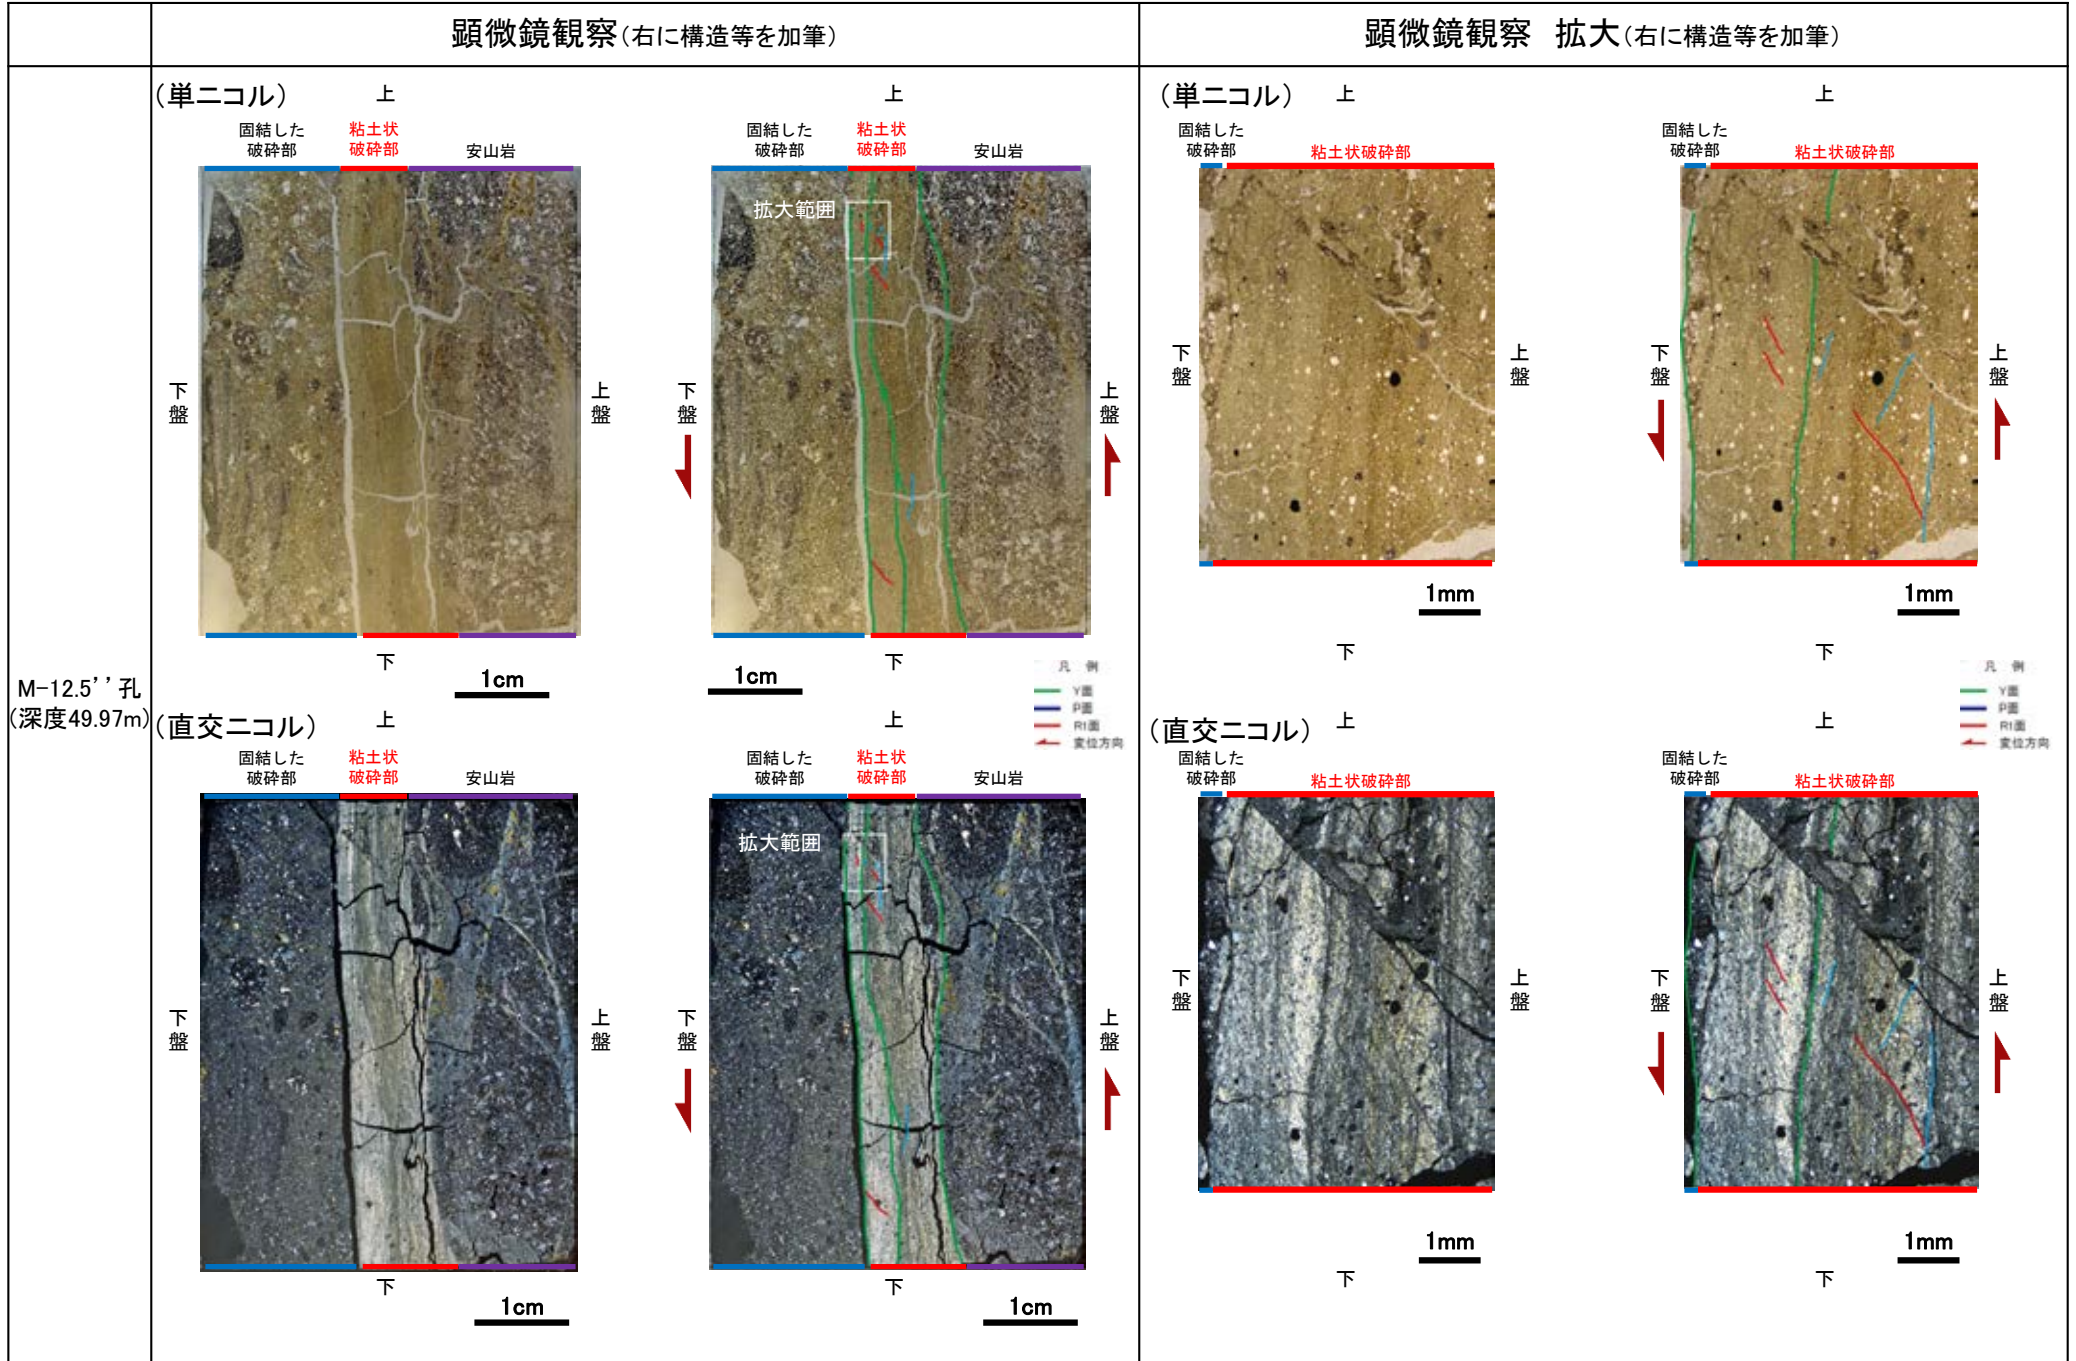 顕微鏡観察(右に構造等を加筆)
顕微鏡観察 拡大(右に構造等を加筆)
M-12.5’’孔
(深度49.97m)
(単ニコル)
上
固結した
破砕部
粘土状
破砕部
安山岩
下
盤
上
盤
下
1cm
上
固結した
破砕部
粘土状
破砕部
安山岩
拡大範囲
下
盤
上
盤
下
1cm
凡 例
Y面
P面
R1面
変位方向
(単ニコル)
上
固結した
破砕部
粘土状破砕部
下
盤
上
盤
1mm
下
上
固結した
破砕部
粘土状破砕部
下
盤
上
盤
1mm
下
凡 例
Y面
P面
R1面
変位方向
(直交ニコル)
上
固結した
破砕部
粘土状
破砕部
安山岩
下
盤
上
盤
下
1cm
上
固結した
破砕部
粘土状
破砕部
安山岩
拡大範囲
下
盤
上
盤
下
1cm
(直交ニコル)
上
固結した
破砕部
粘土状破砕部
下
盤
上
盤
1mm
下
上
固結した
破砕部
粘土状破砕部
下
盤
上
盤
1mm
下